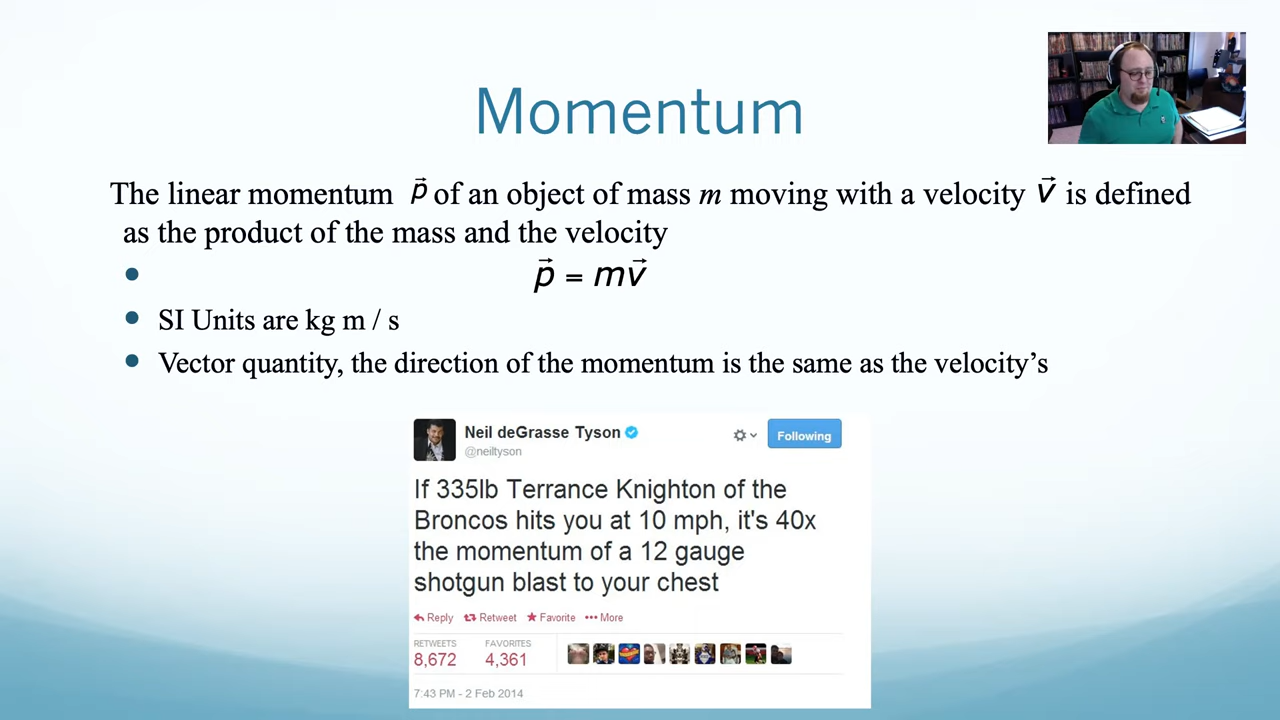 Momentum
The linear momentum p⃗ of an object of mass m moving with a velocity v⃗ is defined
as the product of the mass and the velocity
• p⃗ = mv⃗
• SI Units are kg m / s
• Vector quantity, the direction of the momentum is the same as the velocity’s
Neil deGrasse Tyson
@neiltyson
Following
If 335lb Terrance Knighton of the
Broncos hits you at 10 mph, it's 40x
the momentum of a 12 gauge
shotgun blast to your chest
Reply Retweet Favorite More
RETWEETS FAVORITES
8,672 4,361
7:43 PM - 2 Feb 2014